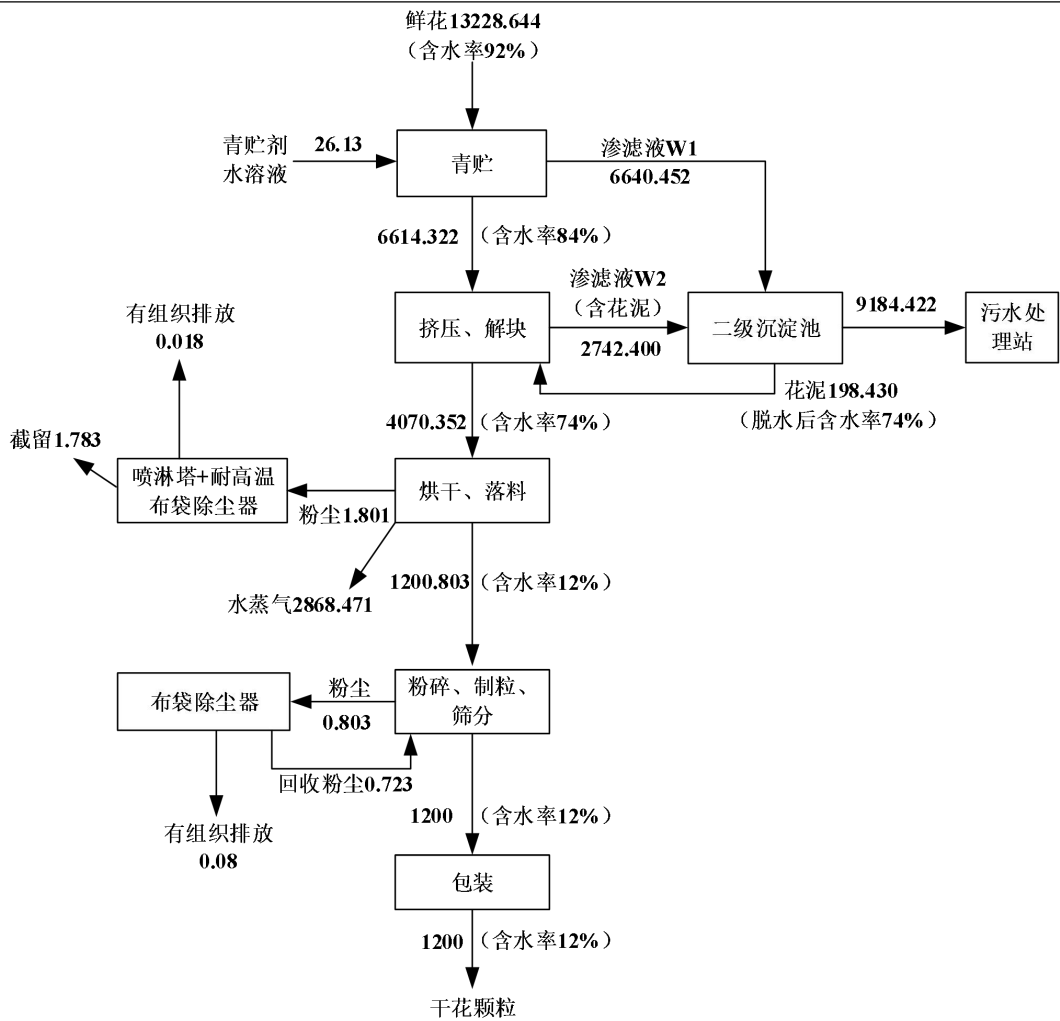 鲜花13228.644
（含水率92%）
青贮剂
水溶液
26.13
青贮
渗滤液W1
6640.452
6614.322
（含水率84%）
挤压、解块
渗滤液W2
（含花泥）
2742.400
二级沉淀池
9184.422
污水处
理站
花泥198.430
（脱水后含水率74%）
有组织排放
0.018
4070.352
（含水率74%）
截留1.783
喷淋塔+耐高温
布袋除尘器
粉尘1.801
烘干、落料
水蒸气2868.471
1200.803
（含水率12%）
布袋除尘器
粉尘
0.803
粉碎、制粒、
筛分
回收粉尘0.723
有组织排放
0.08
1200
（含水率12%）
包装
1200
（含水率12%）
干花颗粒